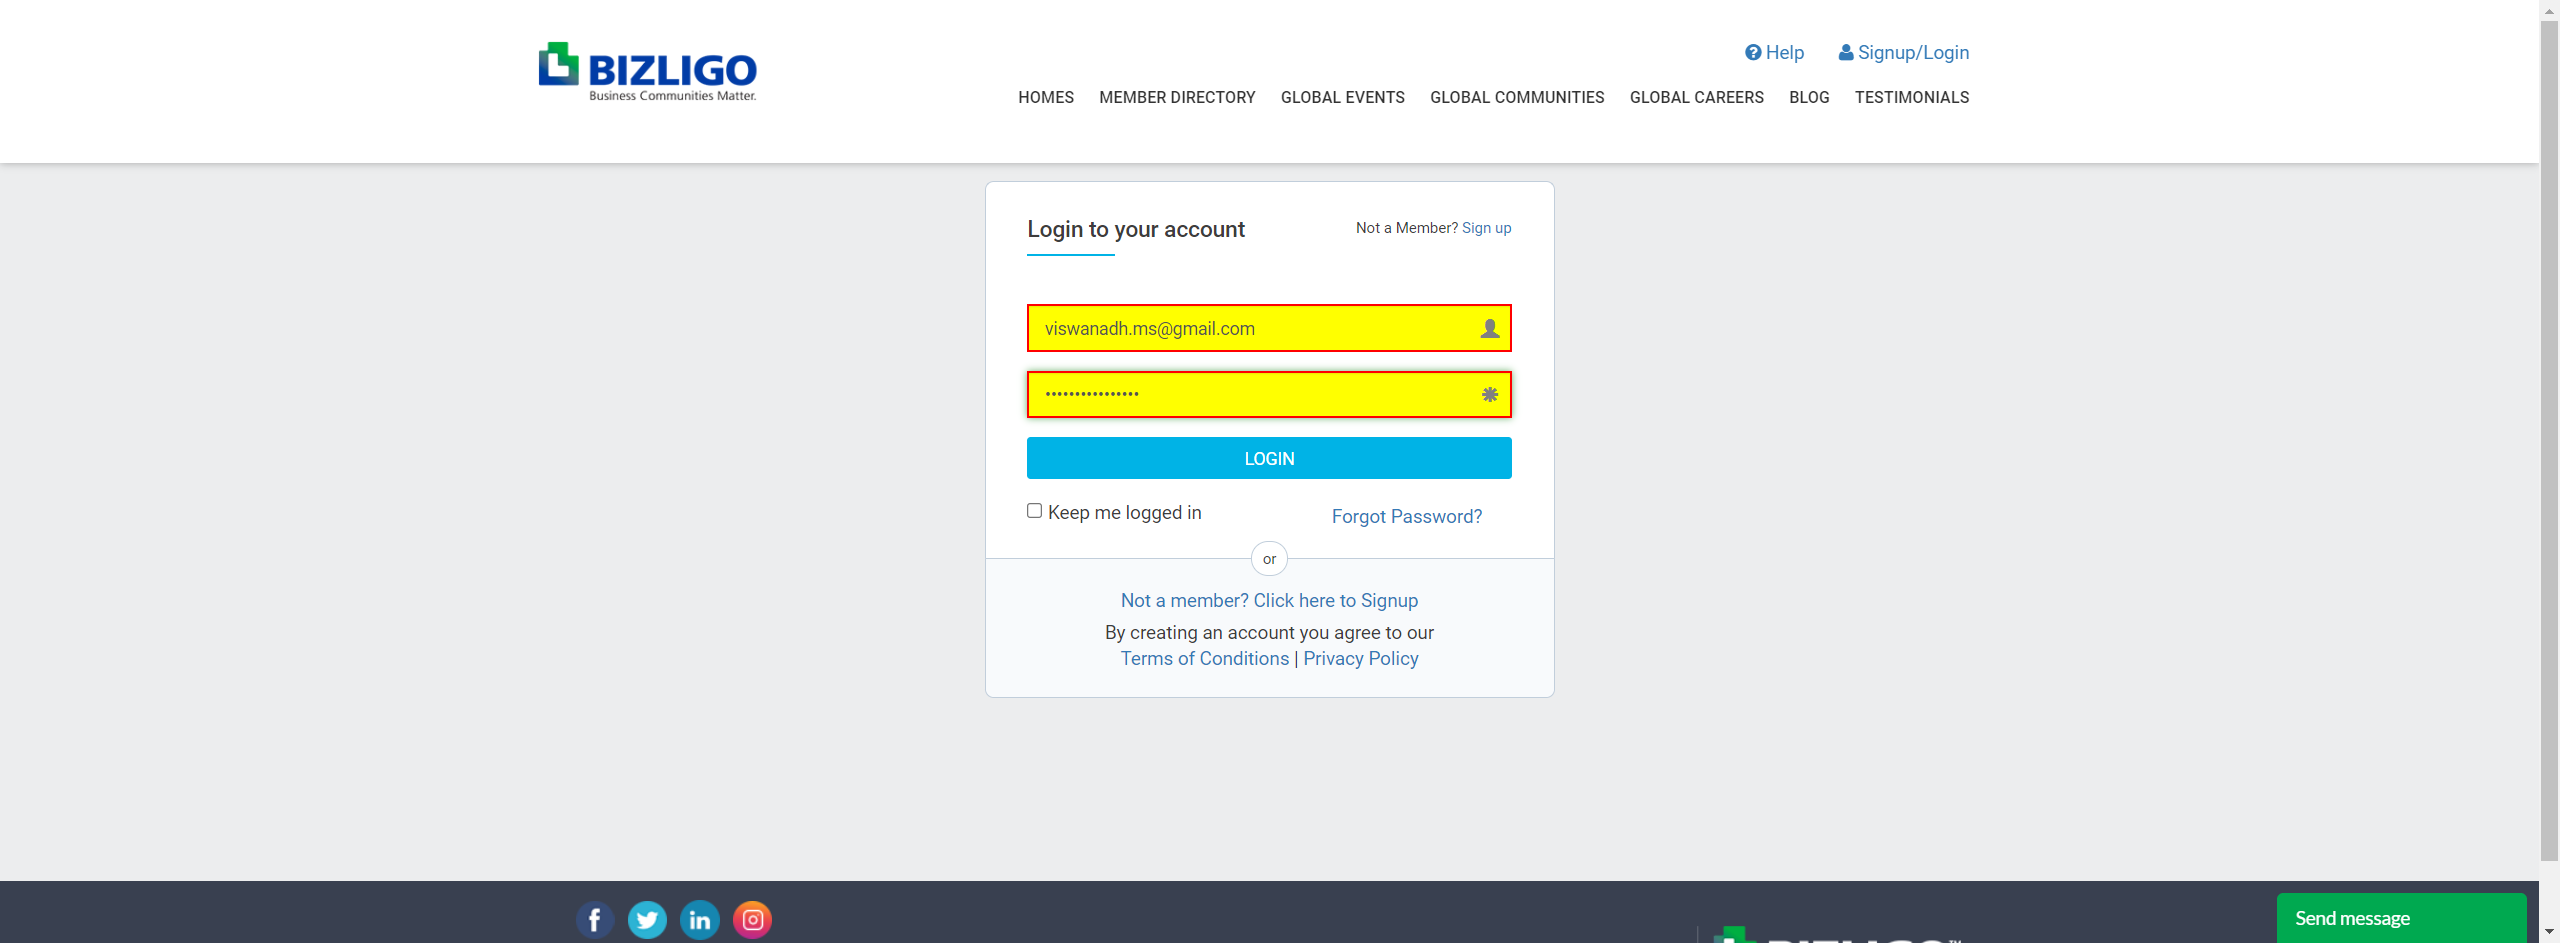 BIZLIGO
Business Communities Matter.
Help
Signup/Login
HOMES
MEMBER DIRECTORY
GLOBAL EVENTS
GLOBAL COMMUNITIES
GLOBAL CAREERS
BLOG
TESTIMONIALS
Login to your account
Not a Member? Sign up
viswanadh.ms@gmail.com
••••••••••••••••
LOGIN
Keep me logged in
Forgot Password?
or
Not a member? Click here to Signup
By creating an account you agree to our
Terms of Conditions | Privacy Policy
Send message